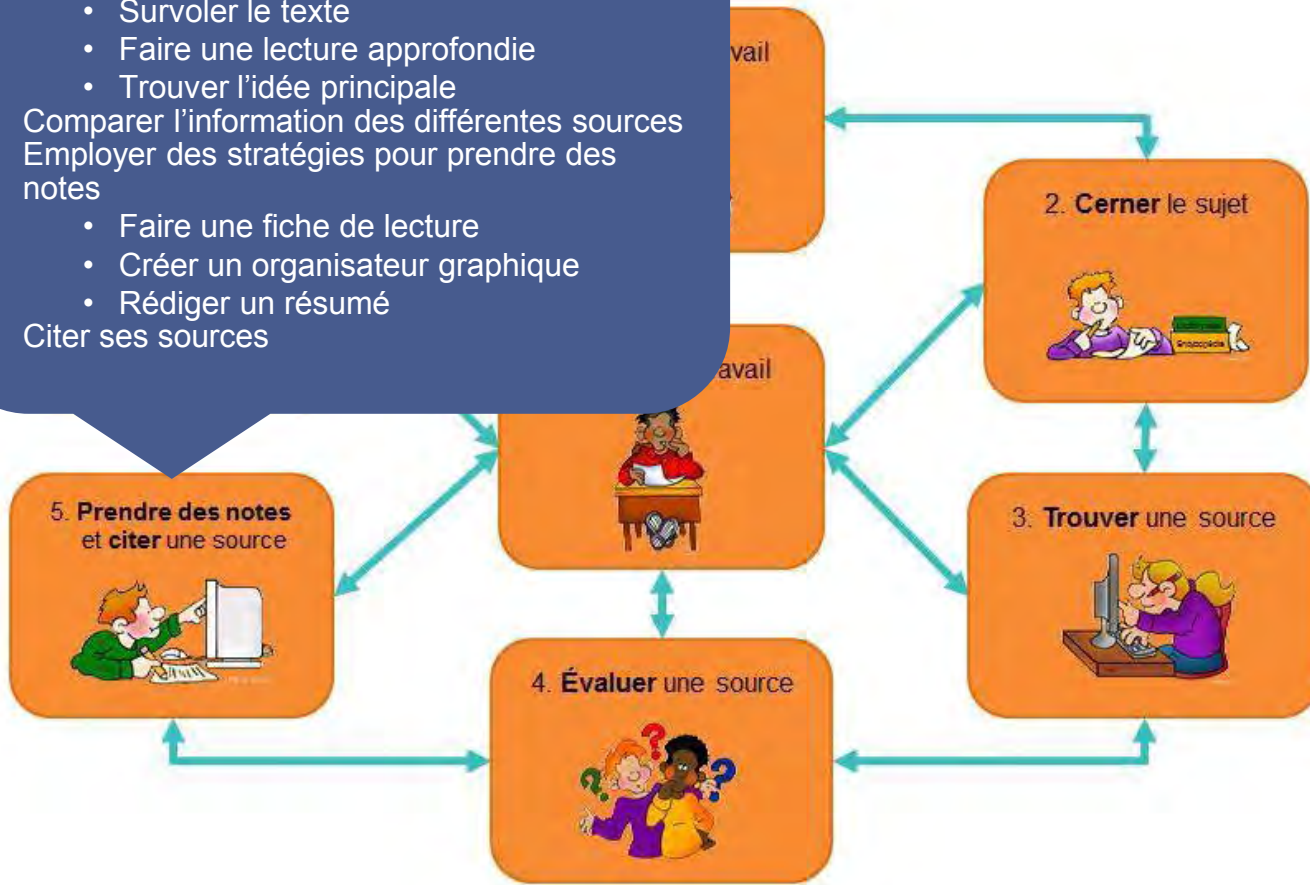 • Survoler le texte
• Faire une lecture approfondie
• Trouver l’idée principale
Comparer l’information des différentes sources
Employer des stratégies pour prendre des
notes
• Faire une fiche de lecture
• Créer un organisateur graphique
• Rédiger un résumé
Citer ses sources
vail
2. Cerner le sujet
avail
5. Prendre des notes
et citer une source
3. Trouver une source
4. Évaluer une source